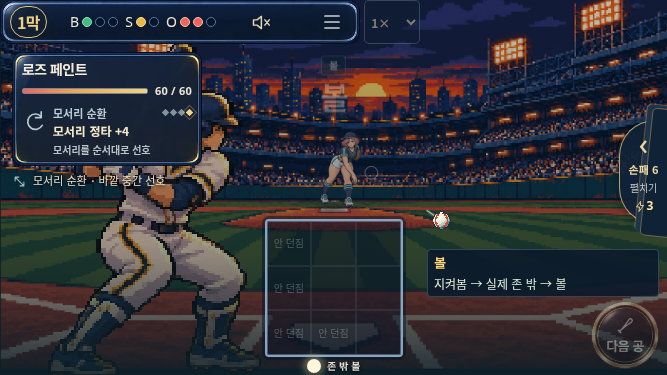 1막
B S O
1×
로즈 페인트
60 / 60
모서리 순환
모서리 정타 +4
모서리를 순서대로 선호
모서리 순환 · 바깥 중간 선호
볼
볼
손패 6
펼치기
3
안 던짐
안 던짐
안 던짐 안 던짐
볼
지켜봄 → 실제 존 밖 → 볼
다음 공
존 밖 볼